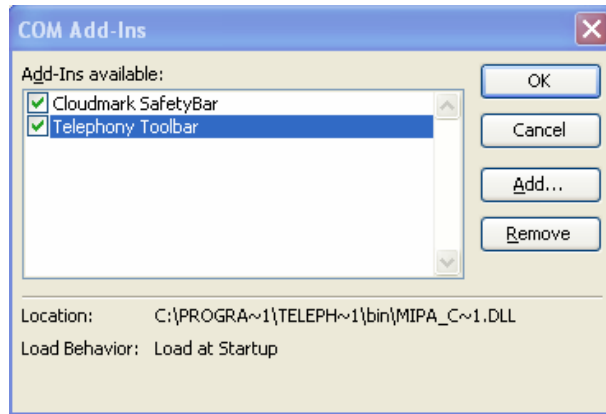 COM Add-Ins
Add-Ins available:
Cloudmark SafetyBar
Telephony Toolbar
OK
Cancel
Add...
Remove
Location: C:\PROGRA~1\TELEPH~1\bin\MIPA_C~1.DLL
Load Behavior: Load at Startup